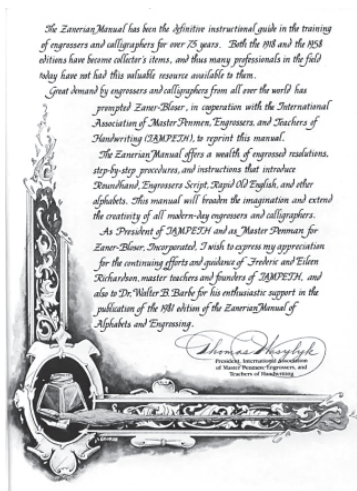 The Zanerian Manual has been the definitive instructional guide in the training
of engrossers and calligraphers for over 75 years. Both the 1918 and the 1958
editions have become collector's items, and thus many professionals in the field
today have not had this valuable resource available to them.
Great demand by engrossers and calligraphers from all over the world has
prompted Zaner-Bloser, in cooperation with the International
Association of Master Penmen, Engrossers, and Teachers of
Handwriting (IAMPETH), to reprint this manual.
The Zanerian Manual offers a wealth of engrossed resolutions,
step-by-step procedures, and instructions that introduce
Roundhand, Engrossers Script, Rapid Old English, and other
alphabets. This manual will broaden the imagination and extend
the creativity of all modern-day engrossers and calligraphers.
As President of IAMPETH and as Master Penman for
Zaner-Bloser, Incorporated, I wish to express my appreciation
for the continuing efforts and guidance of Frederic and Eileen
Richardson, master teachers and founders of IAMPETH, and
also to Dr. Walter B. Barbe for his enthusiastic support in the
publication of the 1981 edition of the Zanerian Manual of
Alphabets and Engrossing.
Thomas Wasylyk
President, International Association
of Master Penmen, Engrossers, and
Teachers of Handwriting